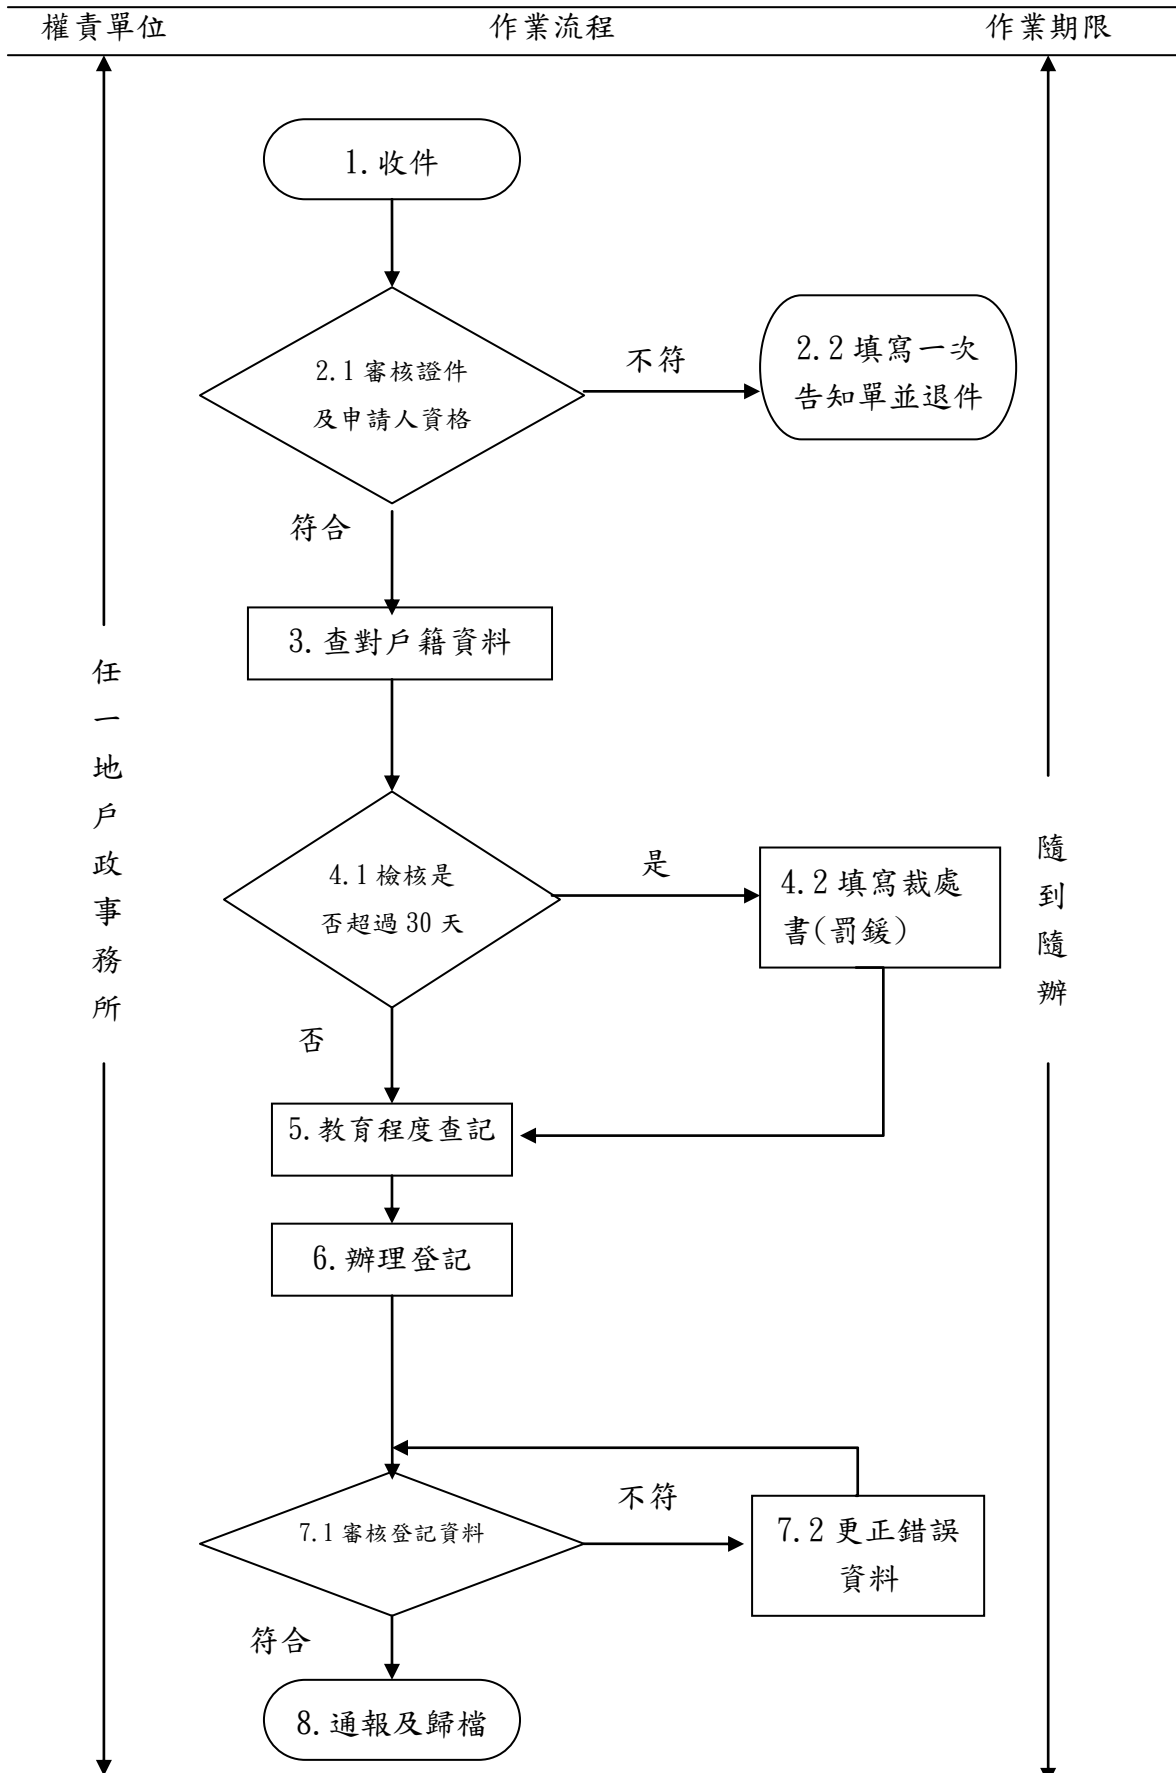 權責單位
作業流程
作業期限
1.收件
2.1 審核證件
及申請人資格
不符
2.2 填寫一次
告知單並退件
符合
3.查對戶籍資料
任一地戶政事務所
4.1 檢核是
否超過 30 天
是
4.2 填寫裁處
書(罰鍰)
隨到隨辦
否
5.教育程度查記
6.辦理登記
7.1 審核登記資料
不符
7.2 更正錯誤
資料
符合
8.通報及歸檔